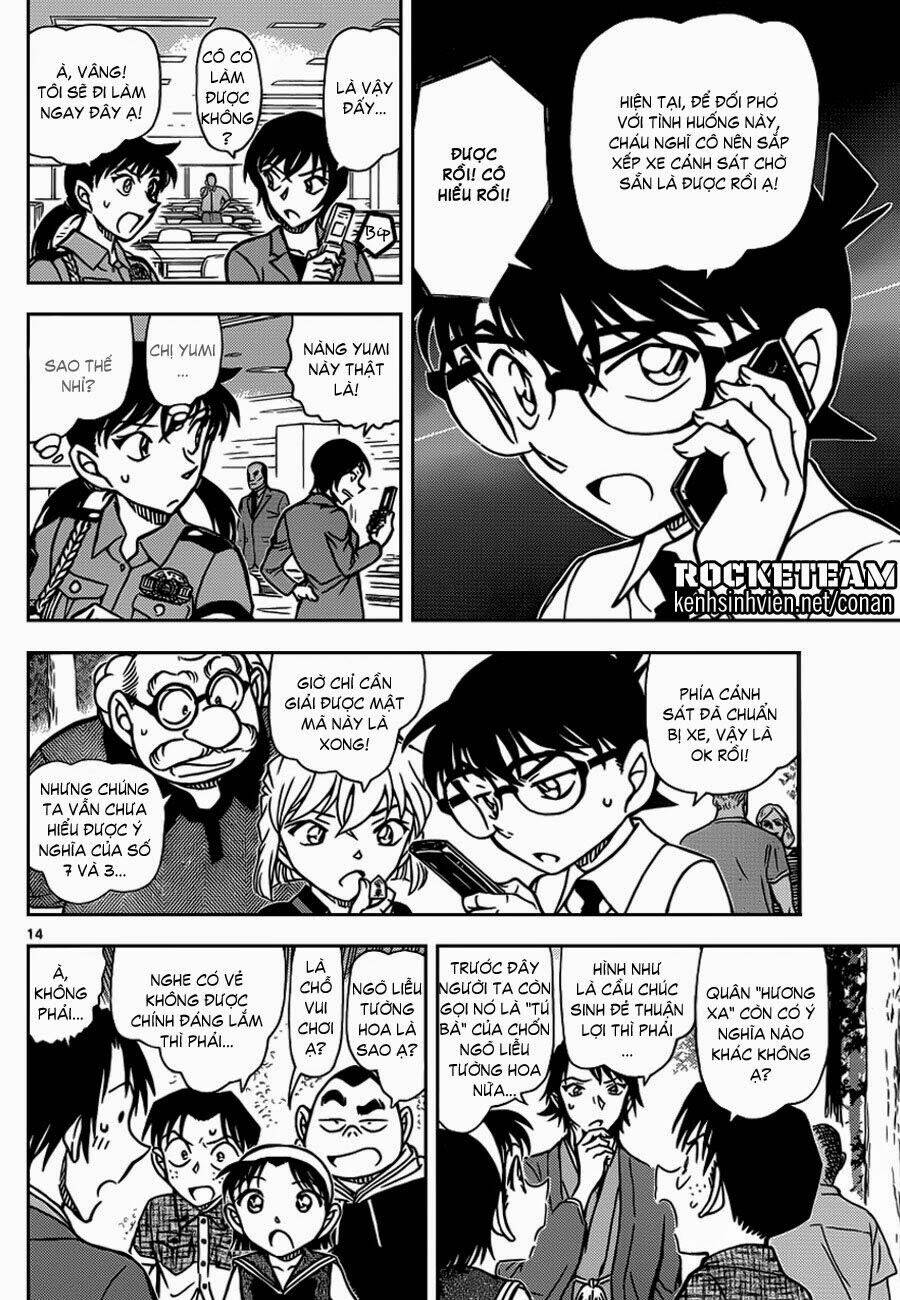 HIỆN TẠI, ĐỂ ĐỐI PHÓ
VỚI TÌNH HUỐNG NÀY,
CHÁU NGHĨ CÔ NÊN SẮP
XẾP XE CẢNH SÁT CHỜ
SẴN LÀ ĐƯỢC RỒI Ạ!
ĐƯỢC
RỒI! CÔ
HIỂU RỒI!
LÀ VẬY
ĐẤY...
CÔ CÓ
LÀM
ĐƯỢC
KHÔNG
?
À, VÂNG!
TÔI SẼ ĐI LÀM
NGAY ĐÂY Ạ!
BÍP
NÀNG YUMI
NÀY THẬT
LÀ!
CHỊ YUMI
...
SAO THẾ
NHỈ?
ROCKETEAM
kenhsinhvien.net/conan
PHÍA CẢNH
SÁT ĐÃ CHUẨN
BỊ XE, VẬY LÀ
OK RỒI!
GIỜ CHỈ CẦN
GIẢI ĐƯỢC MẬT
MÃ NÀY LÀ
XONG!
NHƯNG CHÚNG
TA VẪN CHƯA
HIỂU ĐƯỢC Ý
NGHĨA CỦA SỐ
7 VÀ 3...
14
QUÂN "HƯƠNG
XA" CÒN CÓ Ý
NGHĨA NÀO
KHÁC KHÔNG
Ạ?
HÌNH NHƯ
LÀ CẦU CHÚC
SINH ĐẺ THUẬN
LỢI THÌ PHẢI
...
TRƯỚC ĐÂY
NGƯỜI TA CÒN
GỌI NÓ LÀ "TÚ
BÀ" CỦA CHỐN
NGÕ LIỄU
TƯỜNG HOA
NỮA...
NGÕ LIỄU
TƯỜNG
HOA LÀ
SAO Ạ?
LÀ
CHỖ
VUI
CHƠI
Ạ?
NGHE CÓ VẺ
KHÔNG ĐƯỢC
CHÍNH ĐÁNG LẮM
THÌ PHẢI...
À,
KHÔNG
PHẢI...